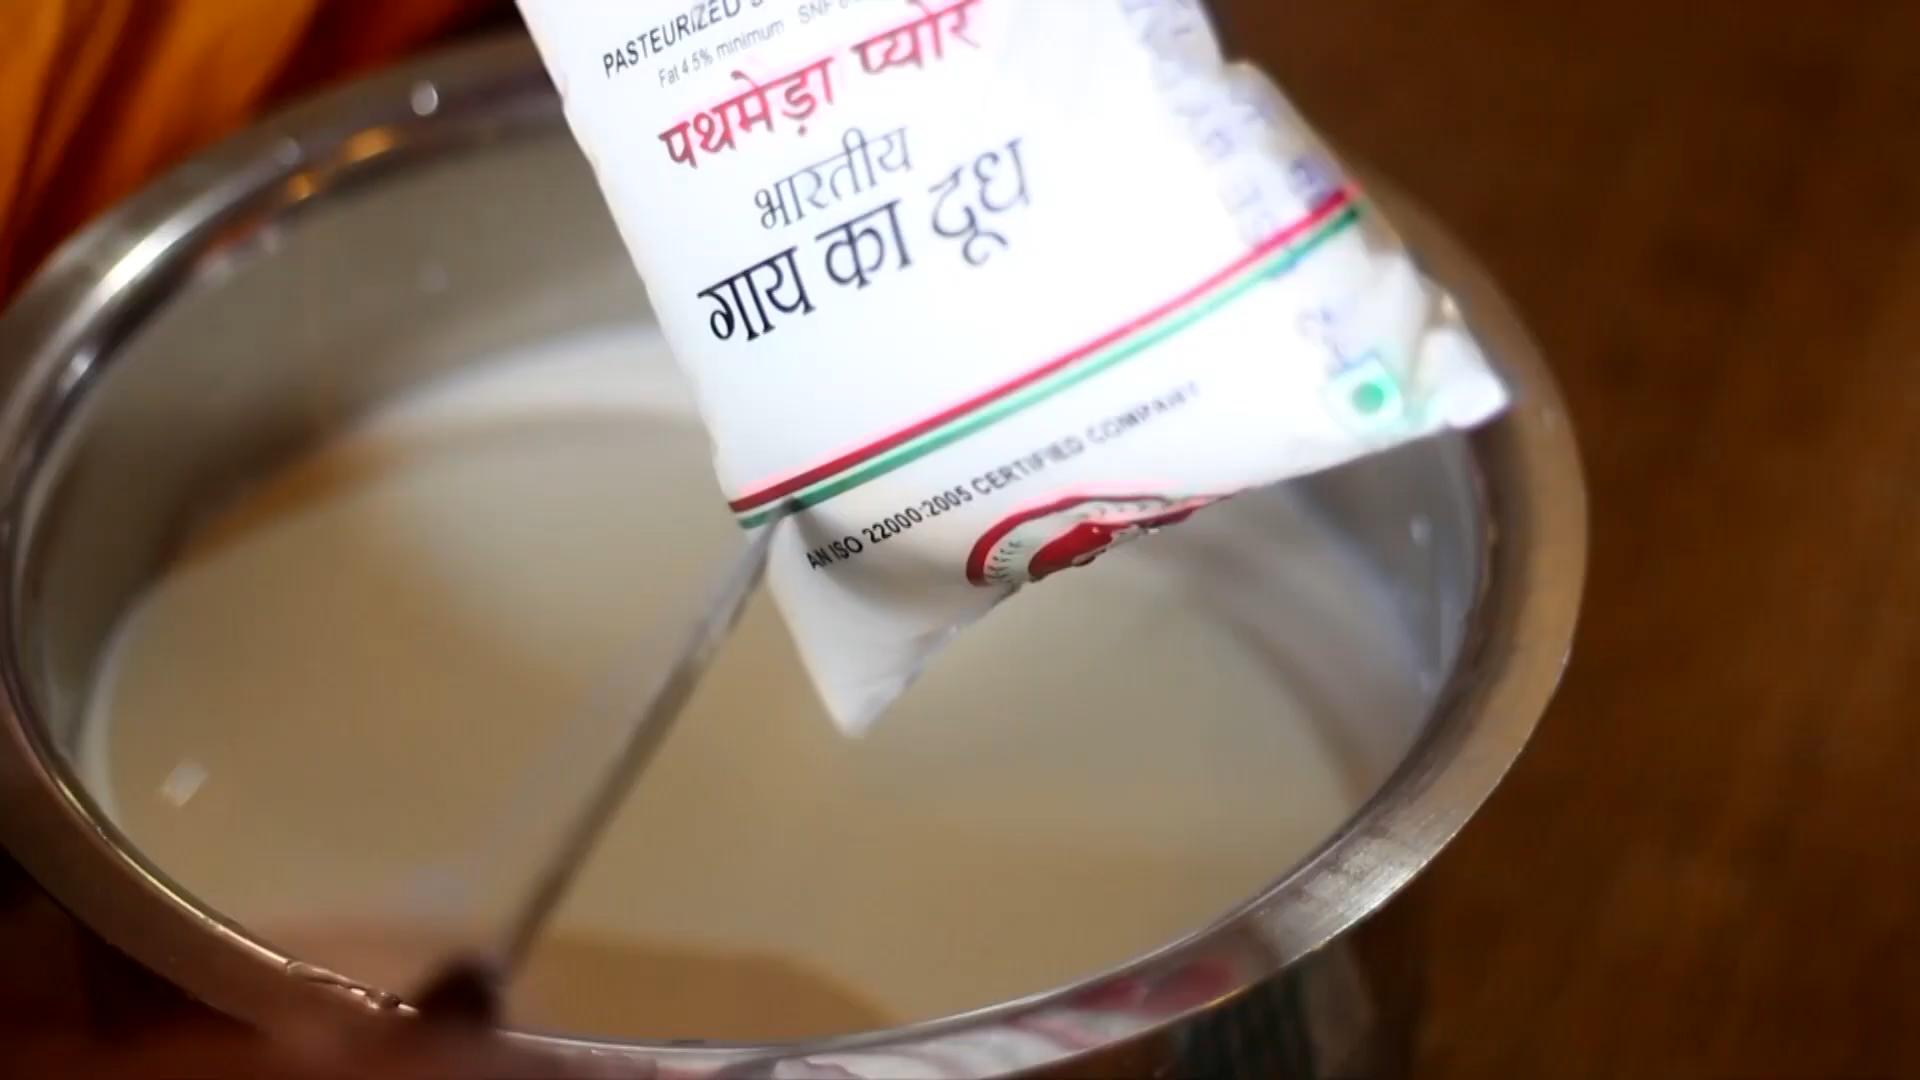 PASTEURIZED
Fat 4.5% minimum SNF
पथमेड़ा प्योर
भारतीय
गाय का दूध
AN ISO 22000:2005 CERTIFIED COMPANY